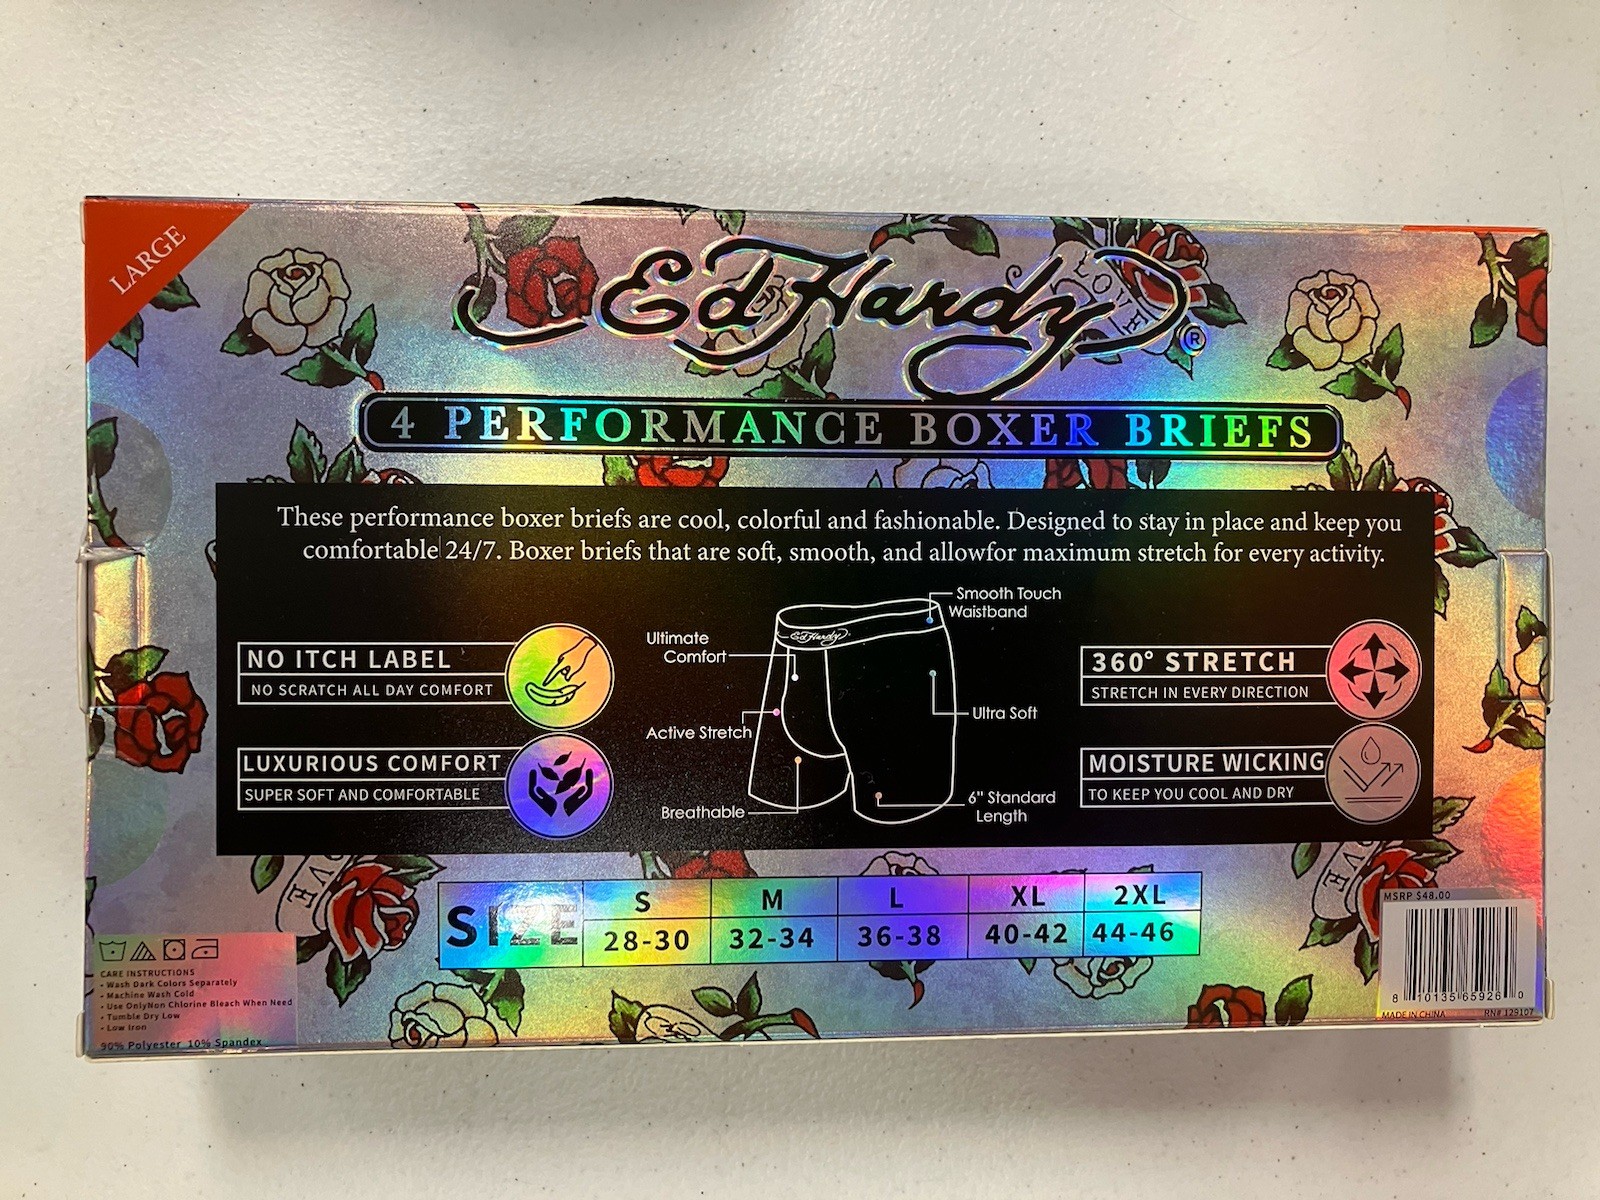 LARGE
Ed Hardy®
4 PERFORMANCE BOXER BRIEFS
These performance boxer briefs are cool, colorful and fashionable. Designed to stay in place and keep you
comfortable 24/7. Boxer briefs that are soft, smooth, and allowfor maximum stretch for every activity.
NO ITCH LABEL
NO SCRATCH ALL DAY COMFORT
LUXURIOUS COMFORT
SUPER SOFT AND COMFORTABLE
Ultimate
Comfort
Active Stretch
Breathable
Ed Hardy
Smooth Touch
Waistband
Ultra Soft
6" Standard
Length
360° STRETCH
STRETCH IN EVERY DIRECTION
MOISTURE WICKING
TO KEEP YOU COOL AND DRY
SIZE S M L XL 2XL
28-30 32-34 36-38 40-42 44-46
CARE INSTRUCTIONS
- Wash Dark Colors Separately
- Machine Wash Cold
- Use OnlyNon Chlorine Bleach When Need
- Tumble Dry Low
- Low Iron
90% Polyester 10% Spandex
MSRP $48.00
8 10135 65926 0
MADE IN CHINA RN# 129107